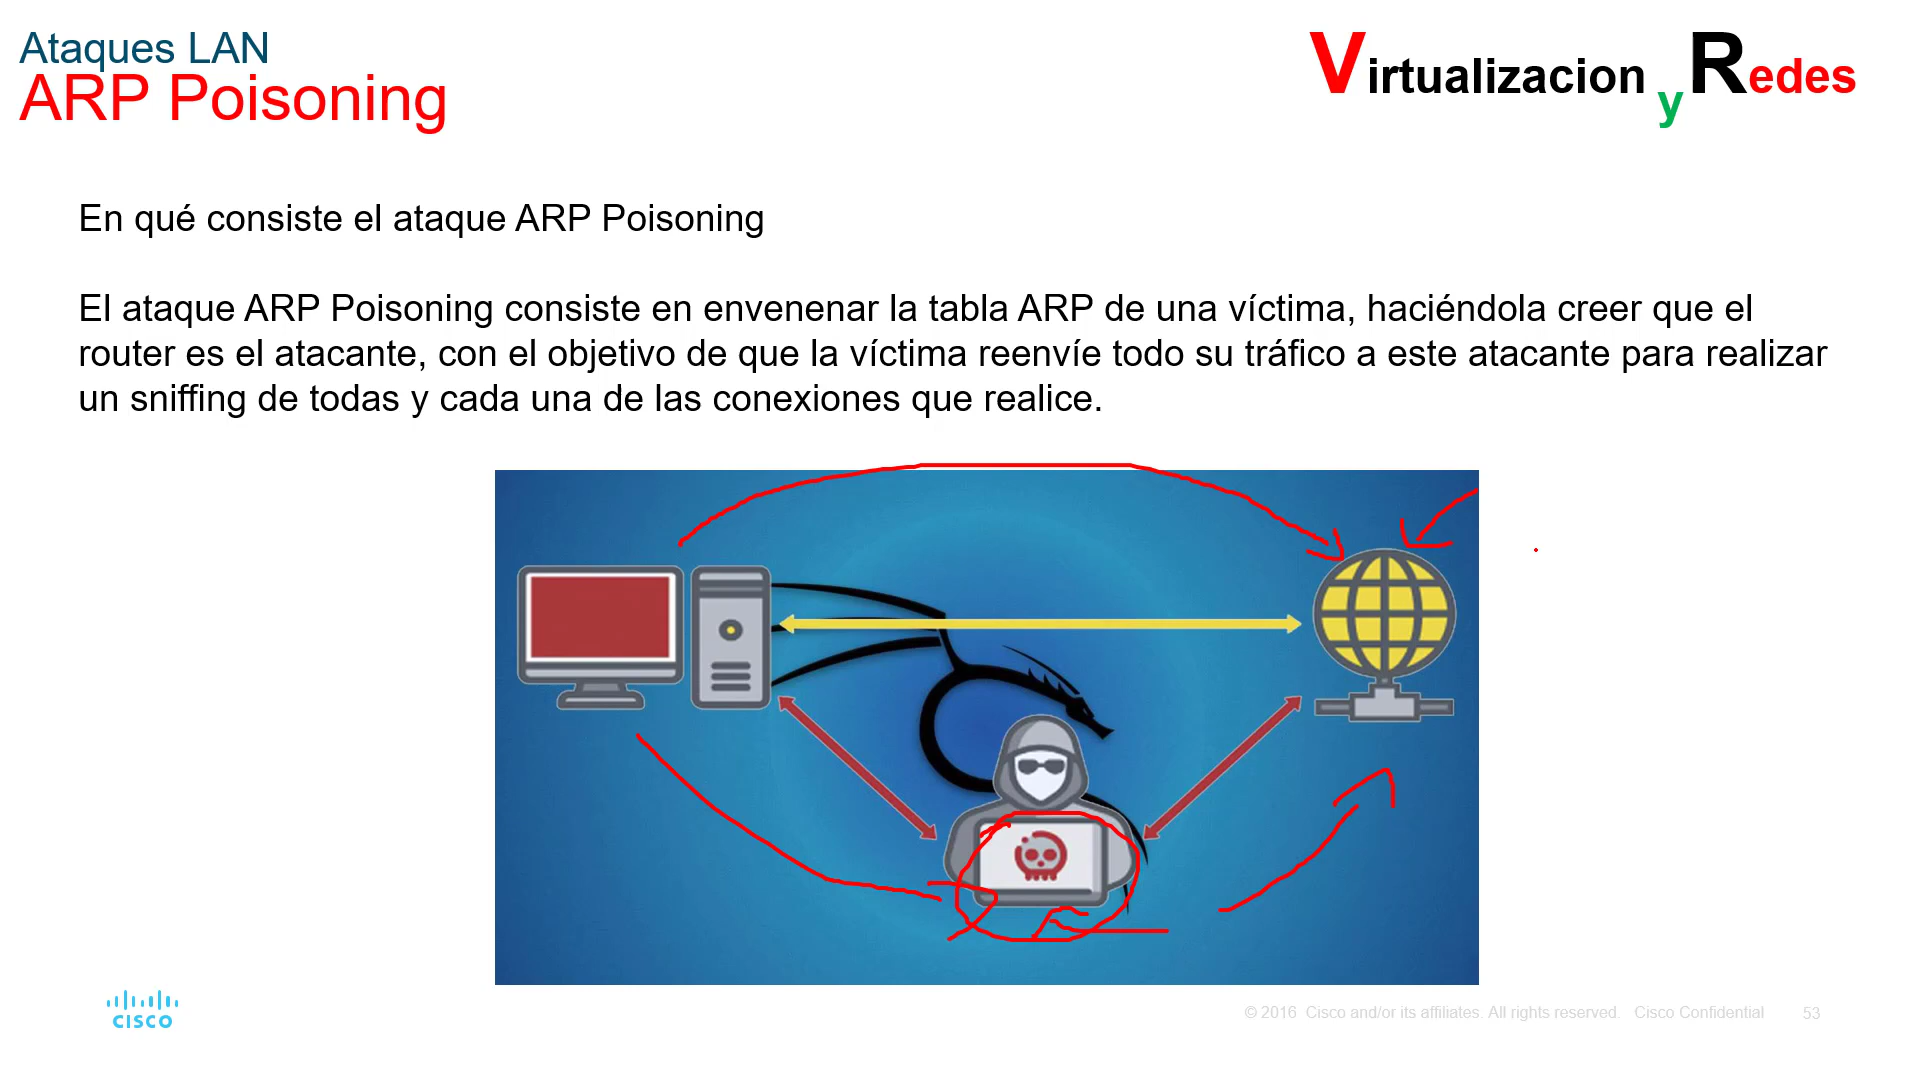 Ataques LAN
ARP Poisoning
Virtualizacion y Redes
En qué consiste el ataque ARP Poisoning
El ataque ARP Poisoning consiste en envenenar la tabla ARP de una víctima, haciéndola creer que el
router es el atacante, con el objetivo de que la víctima reenvíe todo su tráfico a este atacante para realizar
un sniffing de todas y cada una de las conexiones que realice.
CISCO
© 2016 Cisco and/or its affiliates. All rights reserved. Cisco Confidential 53